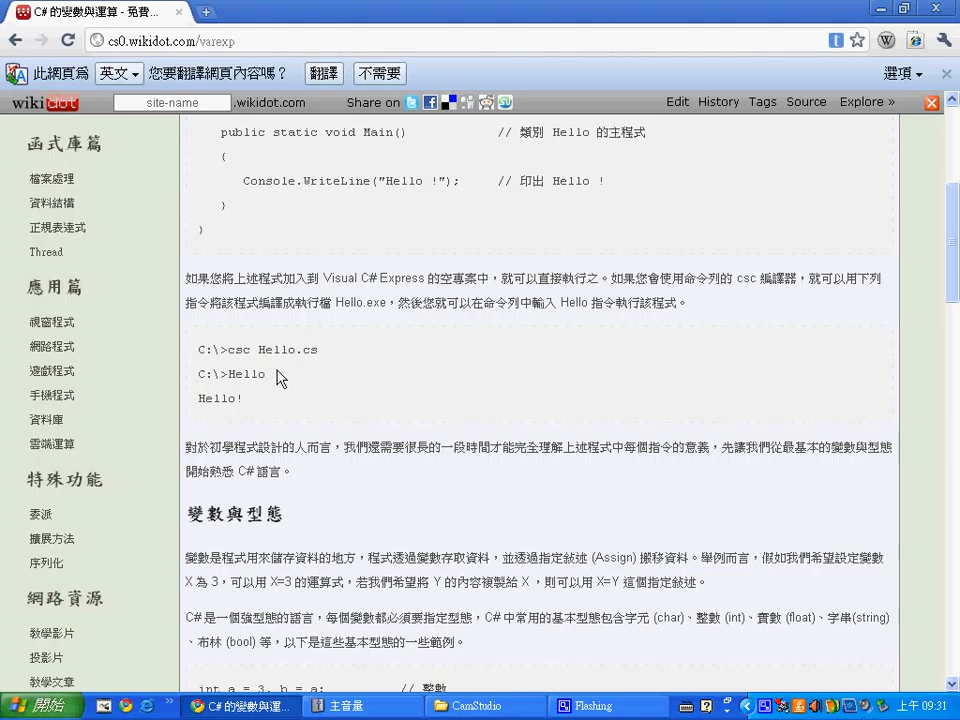 C# 的變數與運算 - 免費...
cs0.wikidot.com/varexp
此網頁為 英文 您要翻譯網頁內容嗎？ 翻譯 不需要 選項
wikidot site-name .wikidot.com Share on Edit History Tags Source Explore »
函式庫篇
檔案處理
資料結構
正規表達式
Thread
應用篇
視窗程式
網路程式
遊戲程式
手機程式
資料庫
雲端運算
特殊功能
委派
擴展方法
序列化
網路資源
教學影片
投影片
教學文章
public static void Main() // 類別 Hello 的主程式
{
Console.WriteLine("Hello !"); // 印出 Hello !
}
}
如果您將上述程式加入到 Visual C# Express 的空專案中，就可以直接執行之。如果您會使用命令列的 csc 編譯器，就可以用下列
指令將該程式編譯成執行檔 Hello.exe，然後您就可以在命令列中輸入 Hello 指令執行該程式。
C:\>csc Hello.cs
C:\>Hello
Hello!
對於初學程式設計的人而言，我們還需要很長的一段時間才能完全理解上述程式中每個指令的意義，先讓我們從最基本的變數與型態
開始熟悉 C# 語言。
變數與型態
變數是程式用來儲存資料的地方，程式透過變數存取資料，並透過指定敍述 (Assign) 搬移資料。舉例而言，假如我們希望設定變數
X 為 3，可以用 X=3 的運算式，若我們希望將 Y 的內容複製給 X ，則可以用 X=Y 這個指定敍述。
C# 是一個強型態的語言，每個變數都必須要指定型態，C# 中常用的基本型態包含字元 (char)、整數 (int)、實數 (float)、字串(string)
、布林 (bool) 等，以下是這些基本型態的一些範例。
int a = 3, b = a; // 整數
開始 C# 的變數與運... 主音量 CamStudio Flashing 上午 09:31